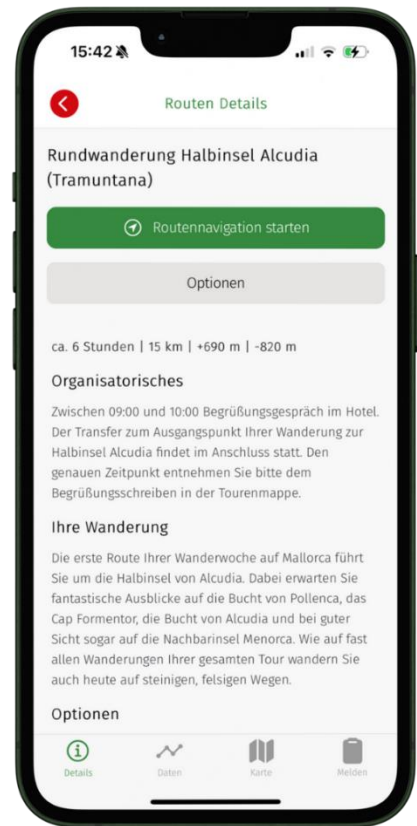 15:42
Routen Details
Rundwanderung Halbinsel Alcudia
(Tramuntana)
Routennavigation starten
Optionen
ca. 6 Stunden | 15 km | +690 m | -820 m
Organisatorisches
Zwischen 09:00 und 10:00 Begrüßungsgespräch im Hotel.
Der Transfer zum Ausgangspunkt Ihrer Wanderung zur
Halbinsel Alcudia findet im Anschluss statt. Den
genauen Zeitpunkt entnehmen Sie bitte dem
Begrüßungsschreiben in der Tourenmappe.
Ihre Wanderung
Die erste Route Ihrer Wanderwoche auf Mallorca führt
Sie um die Halbinsel von Alcudia. Dabei erwarten Sie
fantastische Ausblicke auf die Bucht von Pollenca, das
Cap Formentor, die Bucht von Alcudia und bei guter
Sicht sogar auf die Nachbarinsel Menorca. Wie auf fast
allen Wanderungen Ihrer gesamten Tour wandern Sie
auch heute auf steinigen, felsigen Wegen.
Optionen
Details Daten Karte Melden